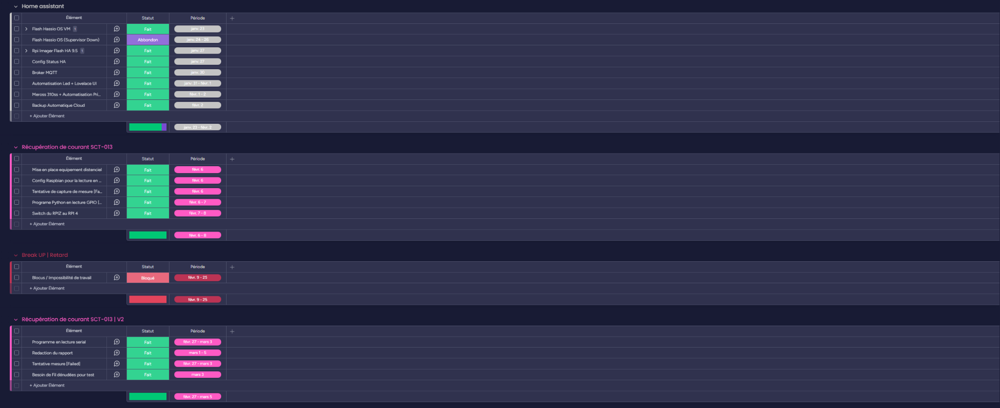 Home assistant
Élément Statut Période
Flash Hassio OS VM 1 Fait janv. 23
Flash Hassio OS (Supervisor Down) Abbondon janv. 24 - 26
Rpi Imager Flash HA 9.5 1 Fait janv. 27
Config Status HA Fait janv. 27
Broker MQTT Fait janv. 30
Automatisation Led + Lovelace UI Fait janv. 31 - févr. 1
Meross 310ss + Automatisation Pri... Fait févr. 1 - 2
Backup Automatique Cloud Fait févr. 2
+ Ajouter Élément
janv. 23 - févr. 2
Récupération de courant SCT-013
Élément Statut Période
Mise en place equipement distenciel Fait févr. 6
Config Raspbian pour la lecture en ... Fait févr. 6
Tentative de capture de mesure [Fa... Fait févr. 6
Programe Python en lecture GPIO [... Fait févr. 6 - 7
Switch du RPIZ au RPI 4 Fait févr. 7 - 8
+ Ajouter Élément
févr. 6 - 8
Break UP | Retard
Élément Statut Période
Blocus / Impossibilité de travail Bloqué févr. 9 - 25
+ Ajouter Élément
févr. 9 - 25
Récupération de courant SCT-013 | V2
Élément Statut Période
Programme en lecture serial Fait févr. 27 - mars 3
Redaction du rapport Fait mars 1 - 5
Tentative mesure [Failed] Fait févr. 27 - mars 3
Besoin de Fil dénudées pour test Fait mars 3
+ Ajouter Élément
févr. 27 - mars 5